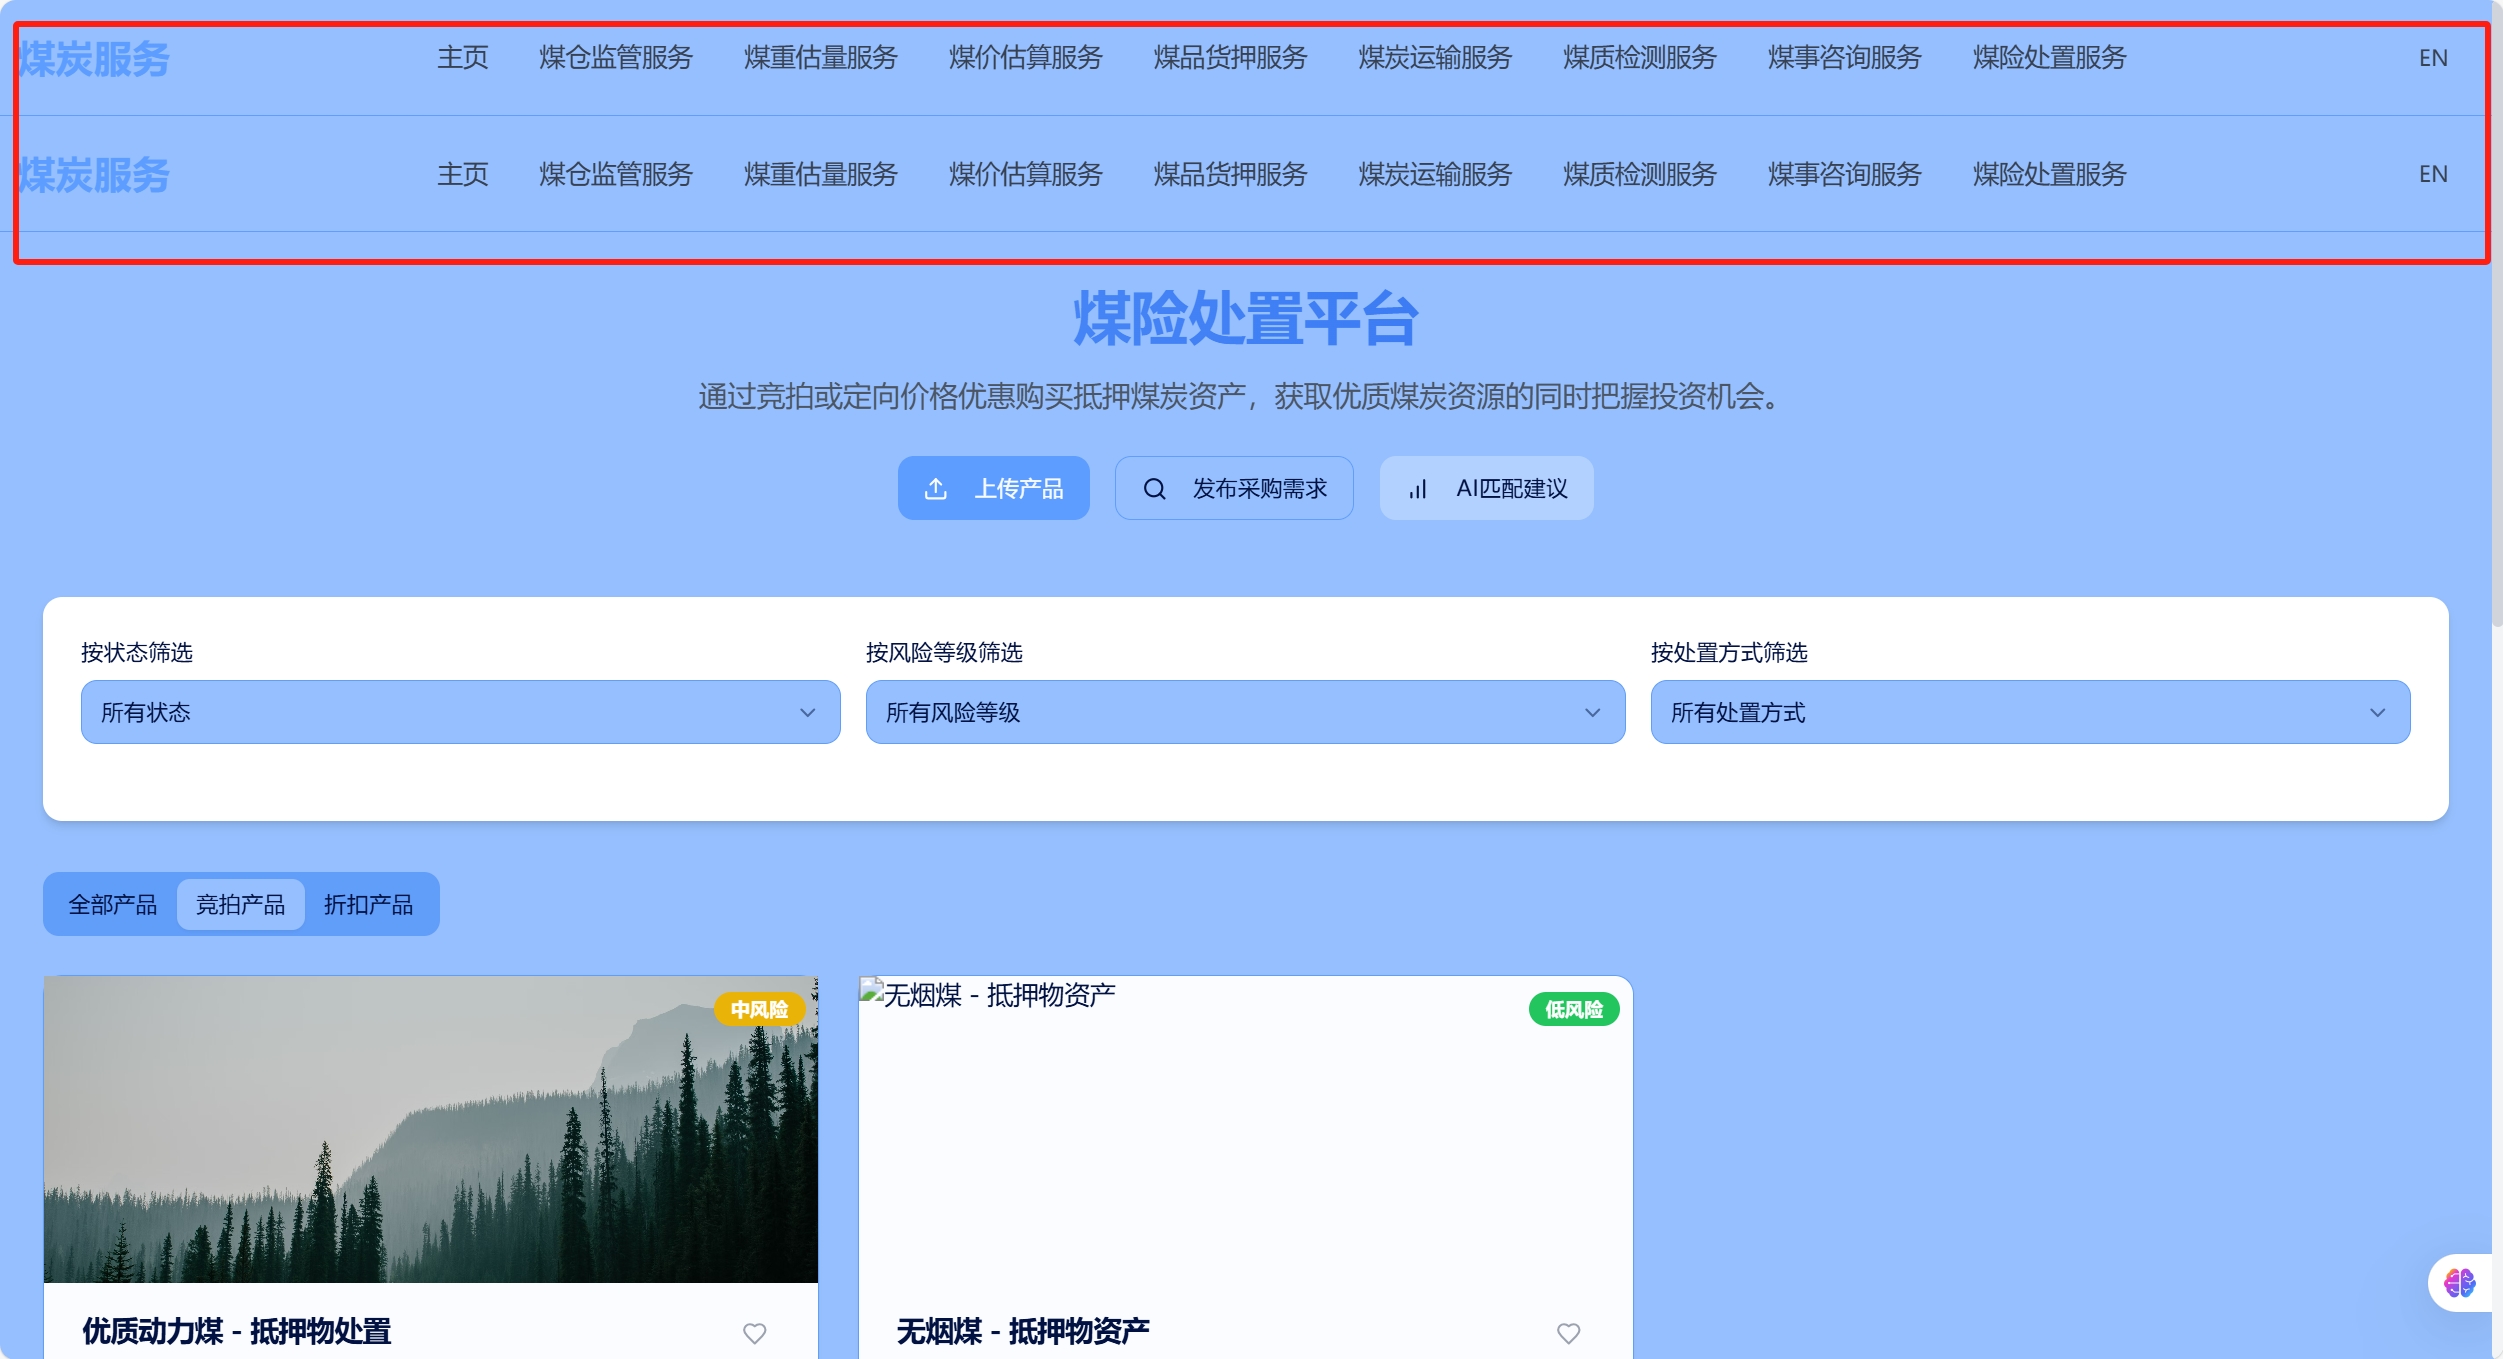 煤炭服务 主页 煤仓监管服务 煤重估量服务 煤价估算服务 煤品货押服务 煤炭运输服务 煤质检测服务 煤事咨询服务 煤险处置服务 EN
煤炭服务 主页 煤仓监管服务 煤重估量服务 煤价估算服务 煤品货押服务 煤炭运输服务 煤质检测服务 煤事咨询服务 煤险处置服务 EN
煤险处置平台
通过竞拍或定向价格优惠购买抵押煤炭资产，获取优质煤炭资源的同时把握投资机会。
上传产品 发布采购需求 AI匹配建议
按状态筛选 按风险等级筛选 按处置方式筛选
所有状态 所有风险等级 所有处置方式
全部产品 竞拍产品 折扣产品
中风险 无烟煤 - 抵押物资产 低风险
优质动力煤 - 抵押物处置 无烟煤 - 抵押物资产